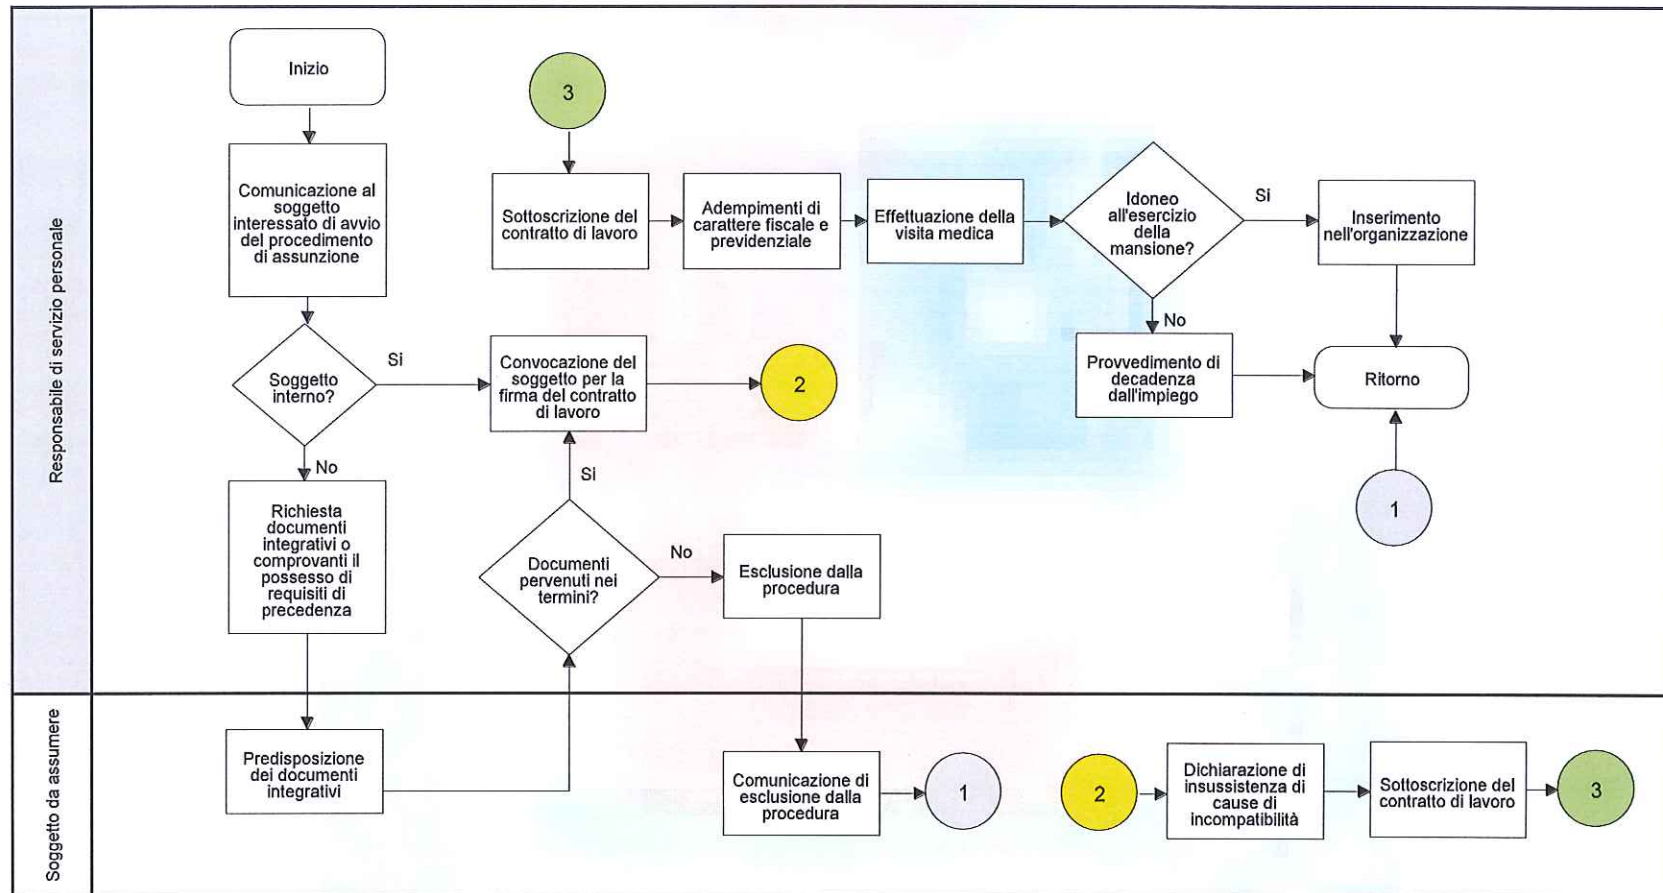 Responsabile di servizio personale
Inizio
Comunicazione al
soggetto
interessato di avvio
del procedimento
di assunzione
Soggetto
interno?
Si
No
Richiesta
documenti
integrativi o
comprovanti il
possesso di
requisiti di
precedenza
3
Sottoscrizione del
contratto di lavoro
Adempimenti di
carattere fiscale e
previdenziale
Effettuazione della
visita medica
Idoneo
all'esercizio
della
mansione?
Si
Inserimento
nell'organizzazione
No
Provvedimento di
decadenza
dall'impiego
Ritorno
1
Convocazione del
soggetto per la
firma del contratto
di lavoro
2
Si
Documenti
pervenuti nei
termini?
No
Esclusione dalla
procedura
Soggetto da assumere
Predisposizione
dei documenti
integrativi
Comunicazione di
esclusione dalla
procedura
1
2
Dichiarazione di
insussistenza di
cause di
incompatibilità
Sottoscrizione del
contratto di lavoro
3